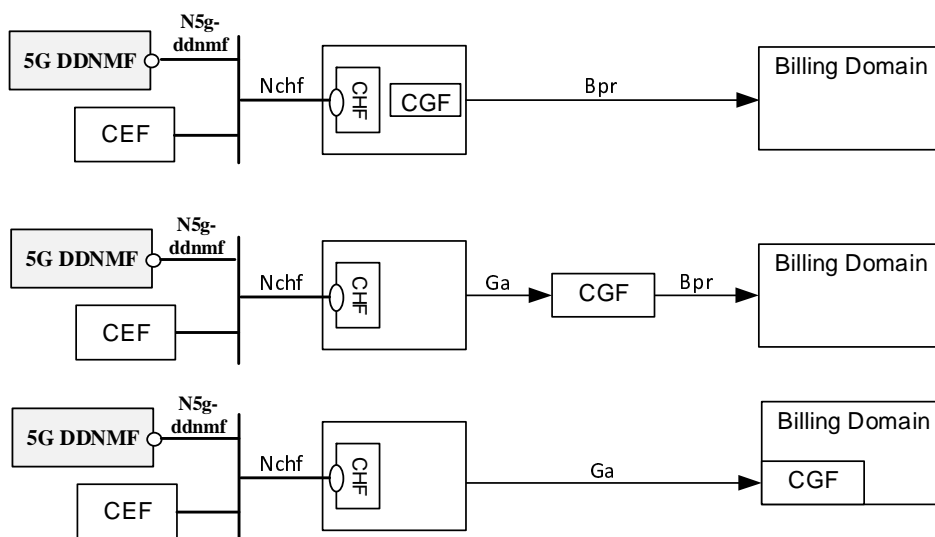 N5g-
ddnmf
5G DDNMF
CEF
Nchf
CHF
CGF
Bpr
Billing Domain
N5g-
ddnmf
5G DDNMF
CEF
Nchf
CHF
Ga
CGF
Bpr
Billing Domain
N5g-
ddnmf
5G DDNMF
CEF
Nchf
CHF
Ga
Billing Domain
CGF